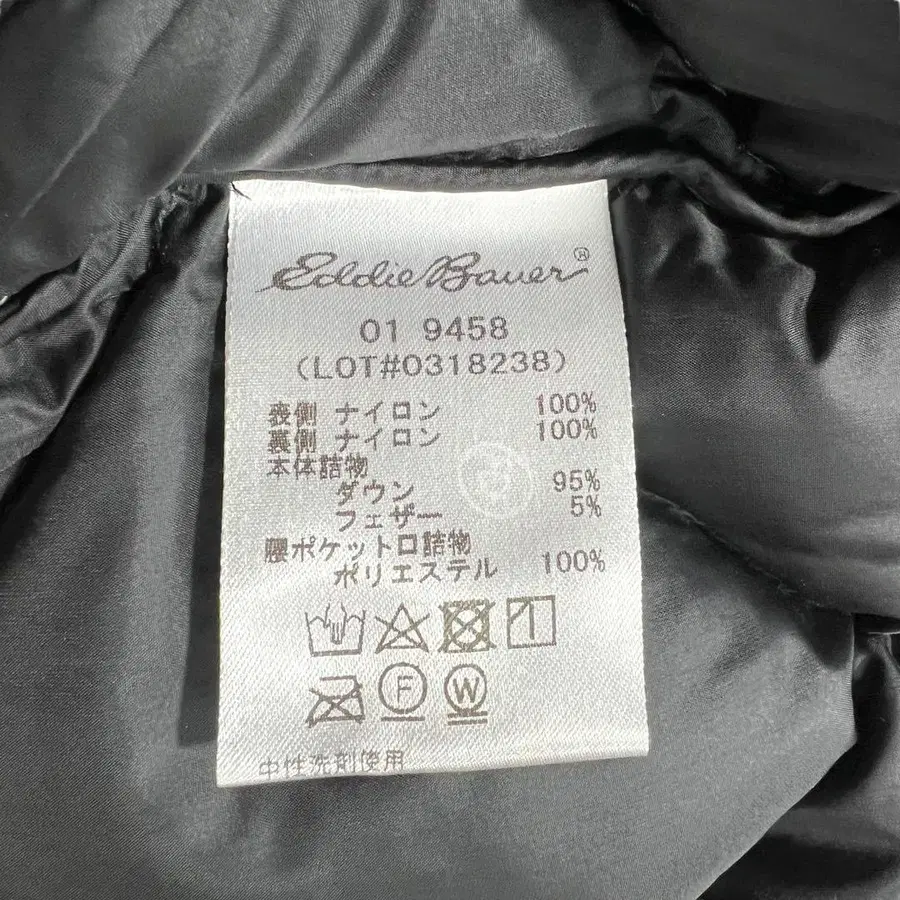 Eddie Bauer®
01 9458
(LOT#0318238)
表側 ナイロン 100%
裏側 ナイロン 100%
本体詰物
ダウン 95%
フェザー 5%
腰ポケット口詰物
ポリエステル 100%
F W
中性洗剤使用